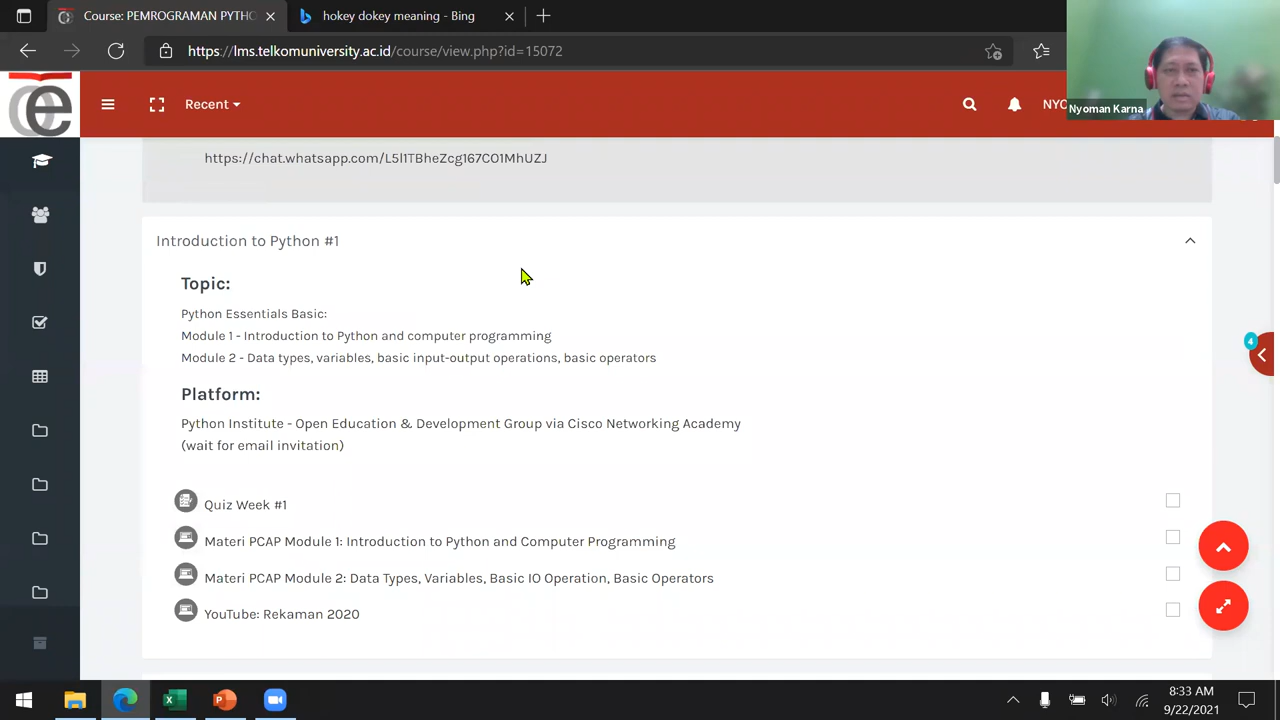 Course: PEMROGRAMAN PYTH
hokey dokey meaning - Bing
https://lms.telkomuniversity.ac.id/course/view.php?id=15072
Recent
NYO
Nyoman Karna
https://chat.whatsapp.com/L5l1TBheZcg167CO1MhUZJ
Introduction to Python #1
Topic:
Python Essentials Basic:
Module 1 - Introduction to Python and computer programming
Module 2 - Data types, variables, basic input-output operations, basic operators
4
Platform:
Python Institute - Open Education & Development Group via Cisco Networking Academy
(wait for email invitation)
Quiz Week #1
Materi PCAP Module 1: Introduction to Python and Computer Programming
Materi PCAP Module 2: Data Types, Variables, Basic IO Operation, Basic Operators
YouTube: Rekaman 2020
8:33 AM
9/22/2021